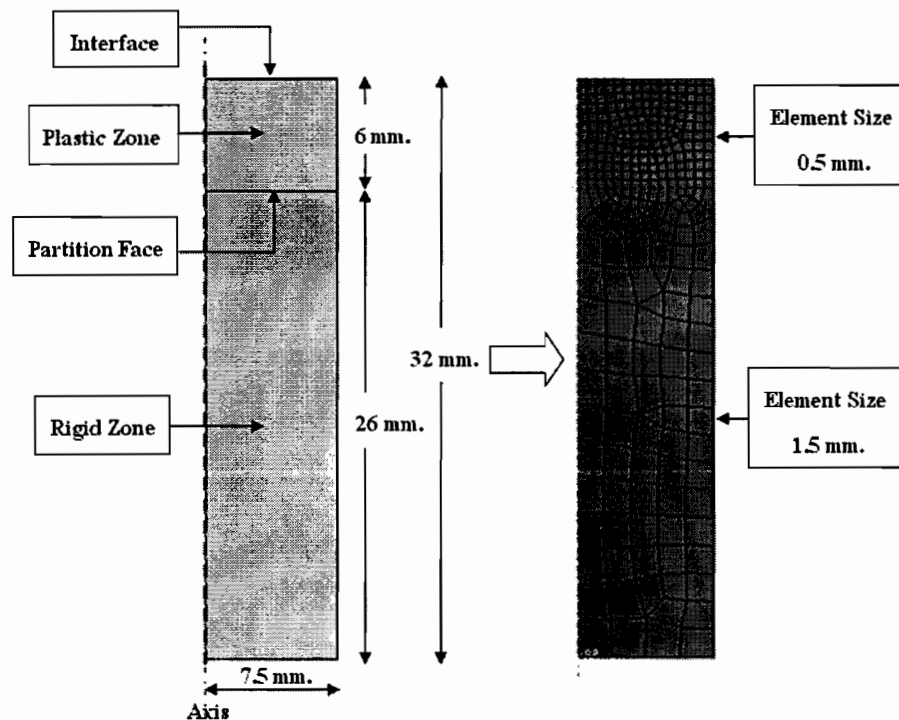 Interface
Plastic Zone
6 mm.
Element Size
0.5 mm.
Partition Face
32 mm.
Rigid Zone
26 mm.
Element Size
1.5 mm.
7.5 mm.
Axis